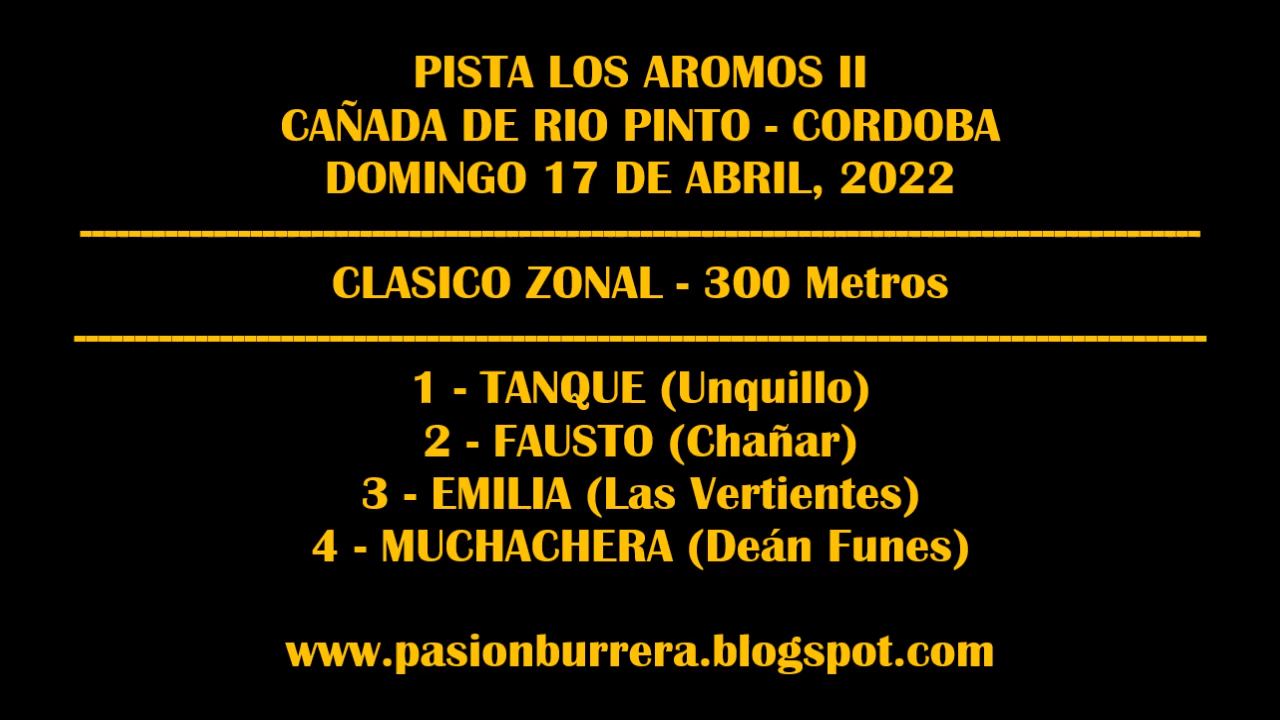 PISTA LOS AROMOS II
CAÑADA DE RIO PINTO - CORDOBA
DOMINGO 17 DE ABRIL, 2022
CLASICO ZONAL - 300 Metros
1 - TANQUE (Unquillo)
2 - FAUSTO (Chañar)
3 - EMILIA (Las Vertientes)
4 - MUCHACHERA (Deán Funes)
www.pasionburrera.blogspot.com